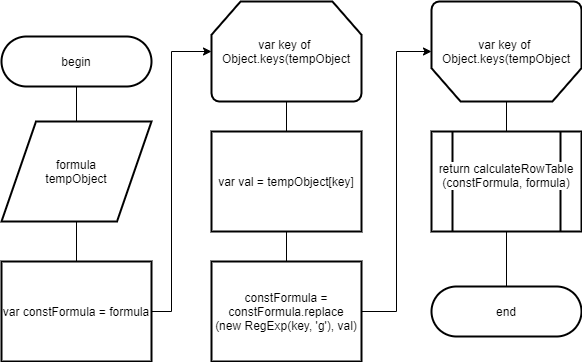 begin
formula
tempObject
var constFormula = formula
var key of
Object.keys(tempObject
var val = tempObject[key]
constFormula =
constFormula.replace
(new RegExp(key, 'g'), val)
var key of
Object.keys(tempObject
return calculateRowTable
(constFormula, formula)
end